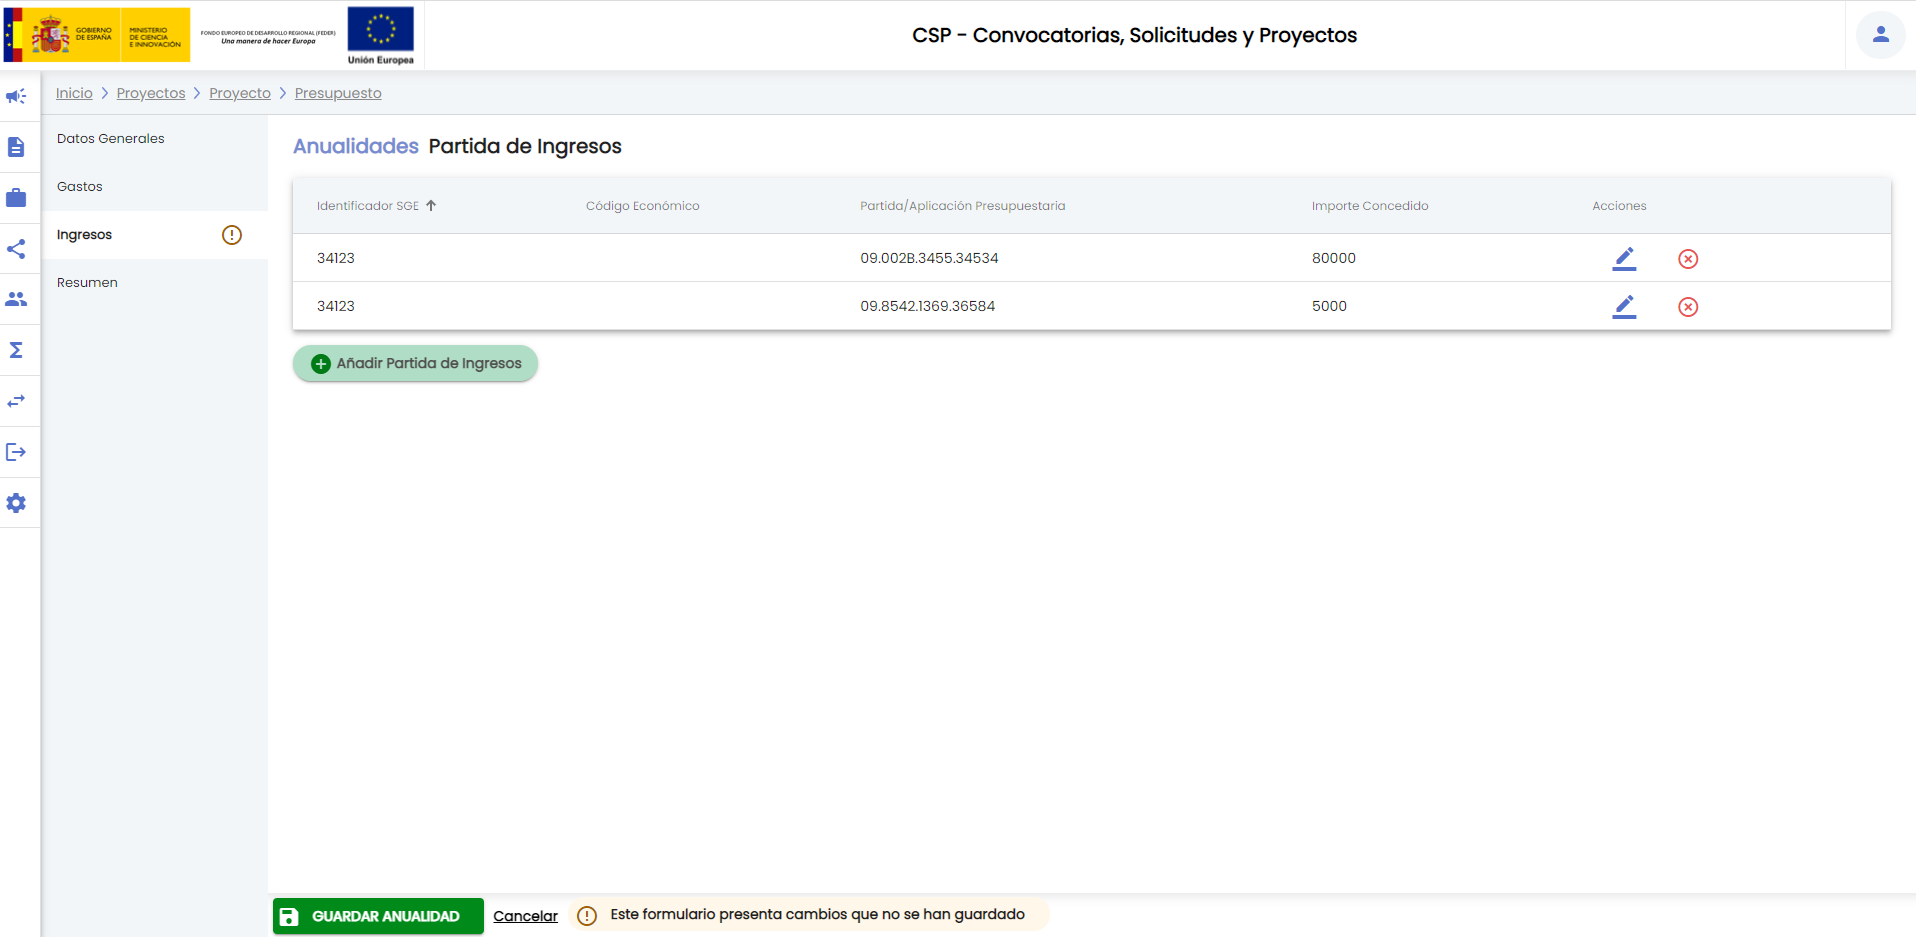 GOBIERNO
DE ESPAÑA
MINISTERIO
DE CIENCIA
E INNOVACIÓN
FONDO EUROPEO DE DESARROLLO REGIONAL (FEDER)
Una manera de hacer Europa
Unión Europea
CSP - Convocatorias, Solicitudes y Proyectos
Inicio > Proyectos > Proyecto > Presupuesto
Datos Generales
Gastos
Ingresos
Resumen
Anualidades Partida de Ingresos
Identificador SGE Código Económico Partida/Aplicación Presupuestaria Importe Concedido Acciones
34123 09.002B.3455.34534 80000
34123 09.8542.1369.36584 5000
Añadir Partida de Ingresos
GUARDAR ANUALIDAD Cancelar Este formulario presenta cambios que no se han guardado